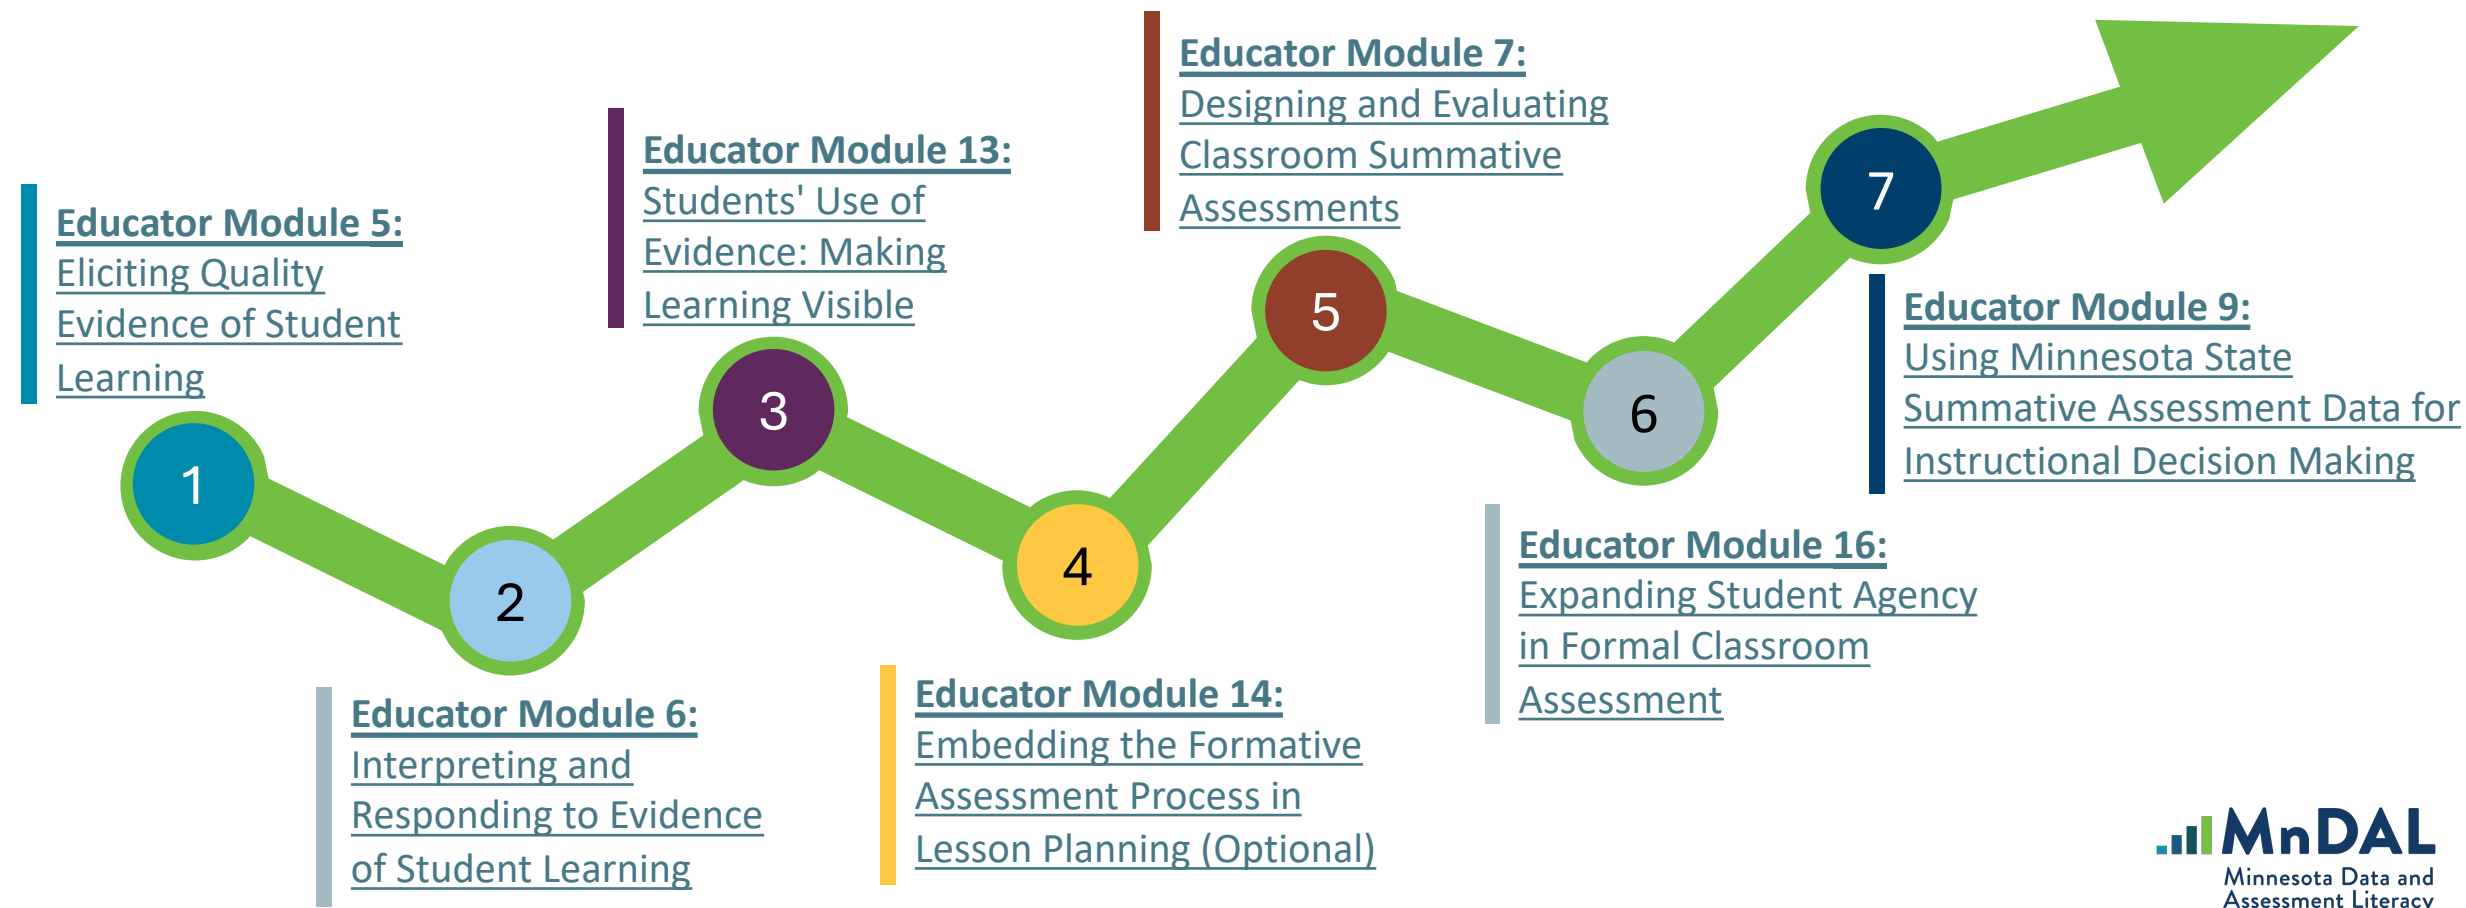 Educator Module 5:
Eliciting Quality
Evidence of Student
Learning
1
2
Educator Module 6:
Interpreting and
Responding to Evidence
of Student Learning
Educator Module 13:
Students' Use of
Evidence: Making
Learning Visible
3
4
Educator Module 14:
Embedding the Formative
Assessment Process in
Lesson Planning (Optional)
Educator Module 7:
Designing and Evaluating
Classroom Summative
Assessments
5
6
Educator Module 16:
Expanding Student Agency
in Formal Classroom
Assessment
7
Educator Module 9:
Using Minnesota State
Summative Assessment Data for
Instructional Decision Making
MnDAL
Minnesota Data and
Assessment Literacy